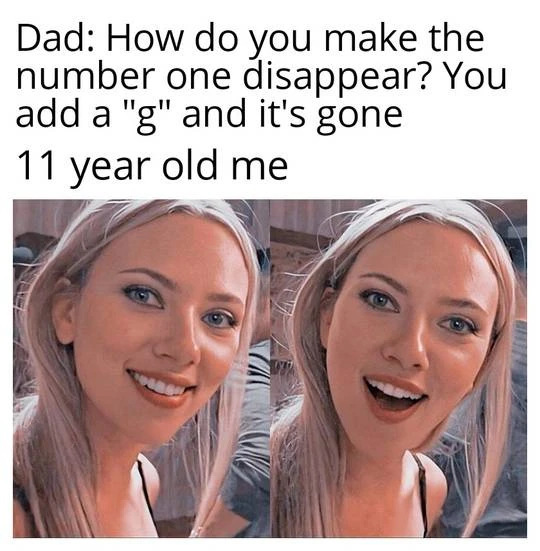 Dad: How do you make the
number one disappear? You
add a "g" and it's gone
11 year old me